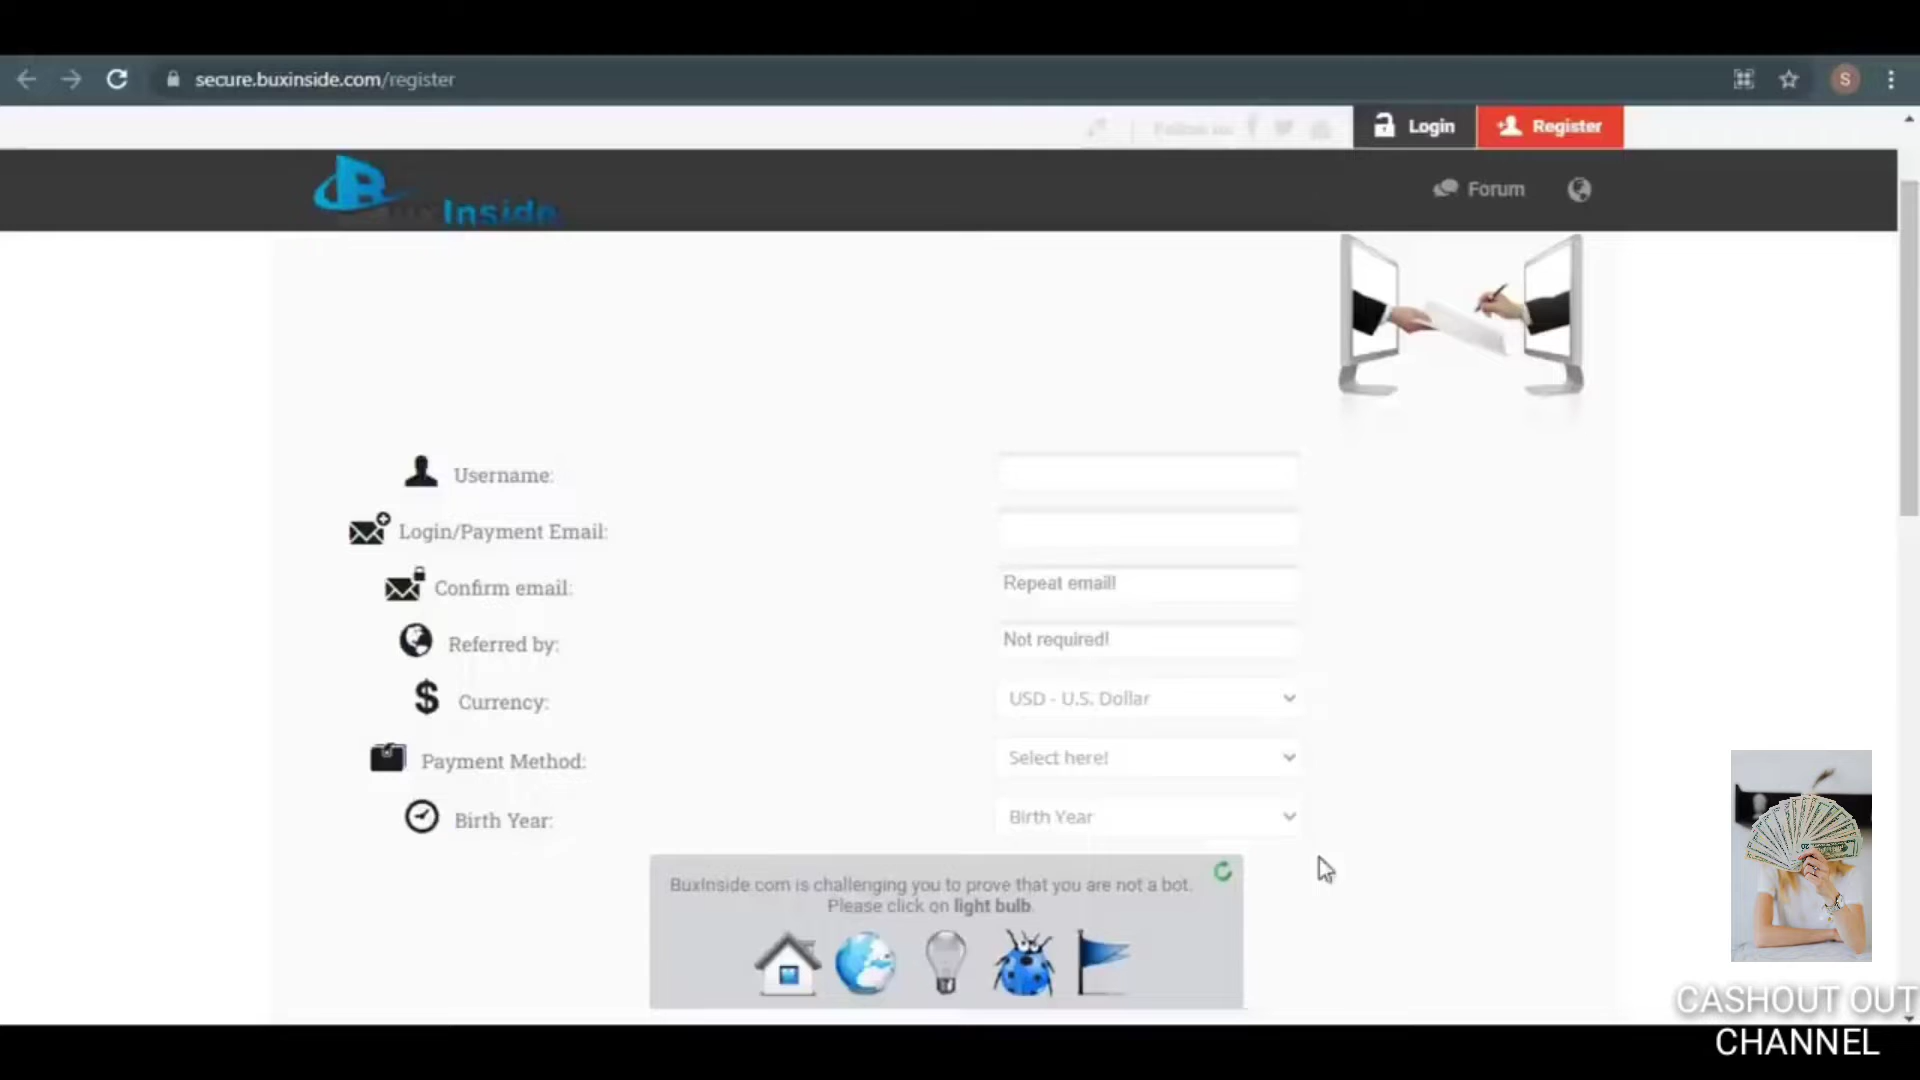 secure.buxinside.com/register
Follow us:
Login
Register
Inside
Forum
Username:
Login/Payment Email:
Confirm email:
Repeat email!
Referred by:
Not required!
Currency:
USD - U.S. Dollar
Payment Method:
Select here!
Birth Year:
Birth Year
BuxInside.com is challenging you to prove that you are not a bot.
Please click on light bulb.
S
CASHOUT OUT
CHANNEL